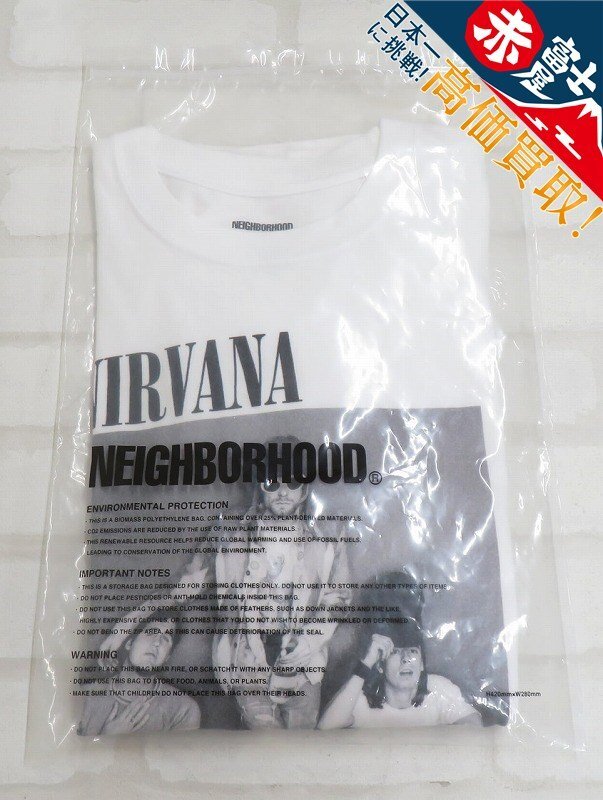 日本一
に挑戦!
高価買取!
赤
富士
屋
NEIGHBORHOOD
NIRVANA
NEIGHBORHOOD®
ENVIRONMENTAL PROTECTION
・THIS IS A BIOMASS POLYETHYLENE BAG, CONTAINING OVER 25% PLANT-DERIVED MATERIALS.
・CO2 EMISSIONS ARE REDUCED BY THE USE OF RAW PLANT MATERIALS.
・THIS RENEWABLE RESOURCE HELPS REDUCE GLOBAL WARMING AND USE OF FOSSIL FUELS,
LEADING TO CONSERVATION OF THE GLOBAL ENVIRONMENT.
IMPORTANT NOTES
・THIS IS A STORAGE BAG DESIGNED FOR STORING CLOTHES ONLY. DO NOT USE IT TO STORE ANY OTHER TYPES OF ITEMS.
・DO NOT PLACE PESTICIDES OR ANTI-MOLD CHEMICALS INSIDE THIS BAG.
・DO NOT USE THIS BAG TO STORE CLOTHES MADE OF FEATHERS, SUCH AS DOWN JACKETS AND THE LIKE,
HIGHLY EXPENSIVE CLOTHES, OR CLOTHES THAT YOU DO NOT WISH TO BECOME WRINKLED OR DEFORMED.
・DO NOT BEND THE ZIP AREA, AS THIS CAN CAUSE DETERIORATION OF THE SEAL.
WARNING
・DO NOT PLACE THIS BAG NEAR FIRE, OR SCRATCH IT WITH ANY SHARP OBJECTS.
・DO NOT USE THIS BAG TO STORE FOOD, ANIMALS, OR PLANTS.
・MAKE SURE THAT CHILDREN DO NOT PLACE THIS BAG OVER THEIR HEADS.
H420mmxW280mm